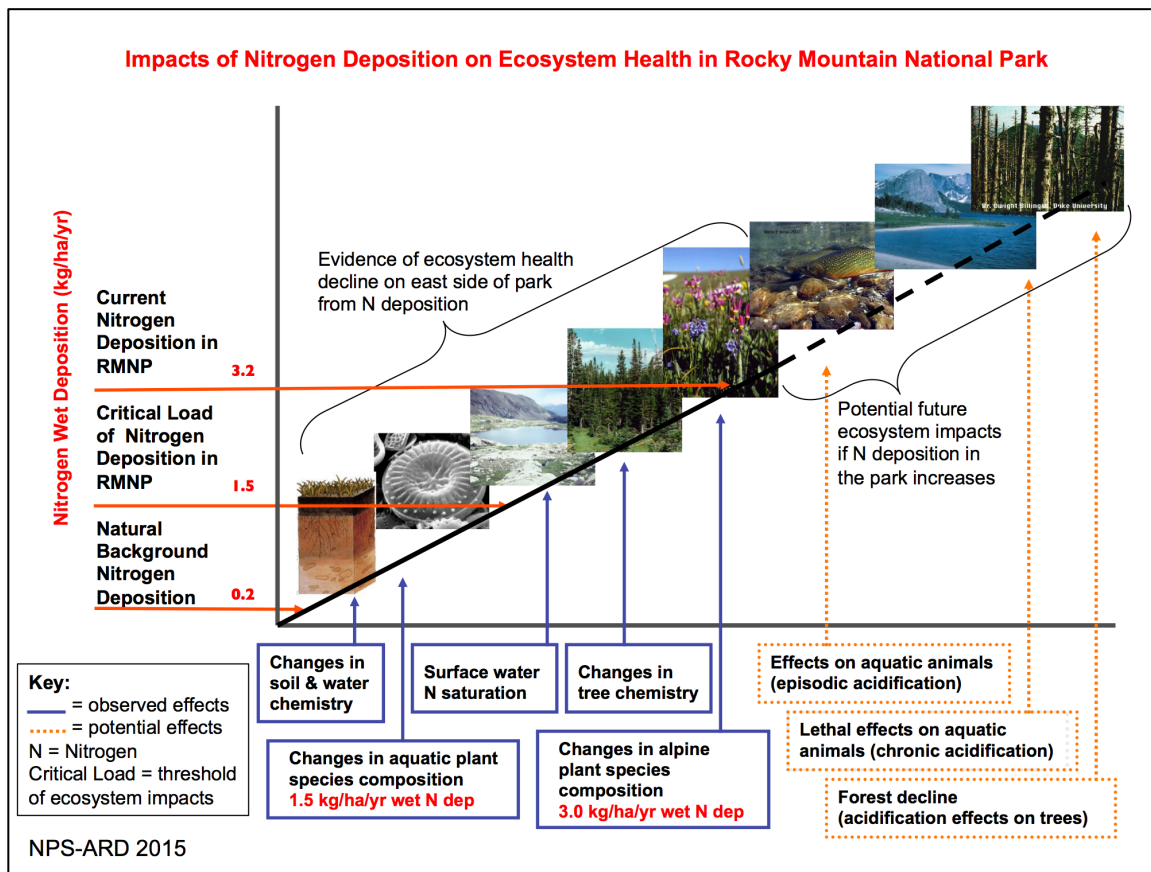 Impacts of Nitrogen Deposition on Ecosystem Health in Rocky Mountain National Park
Nitrogen Wet Deposition (kg/ha/yr)
Current
Nitrogen
Deposition in
RMNP
3.2
Critical Load
of Nitrogen
Deposition in
RMNP
1.5
Natural
Background
Nitrogen
Deposition
0.2
Evidence of ecosystem health
decline on east side of park
from N deposition
Potential future
ecosystem impacts
if N deposition in
the park increases
Changes in
soil & water
chemistry
Changes in aquatic plant
species composition
1.5 kg/ha/yr wet N dep
Surface water
N saturation
Changes in
tree chemistry
Changes in alpine
plant species
composition
3.0 kg/ha/yr wet N dep
Effects on aquatic animals
(episodic acidification)
Lethal effects on aquatic
animals (chronic acidification)
Forest decline
(acidification effects on trees)
Key:
= observed effects
= potential effects
N = Nitrogen
Critical Load = threshold
of ecosystem impacts
NPS-ARD 2015
Duke University